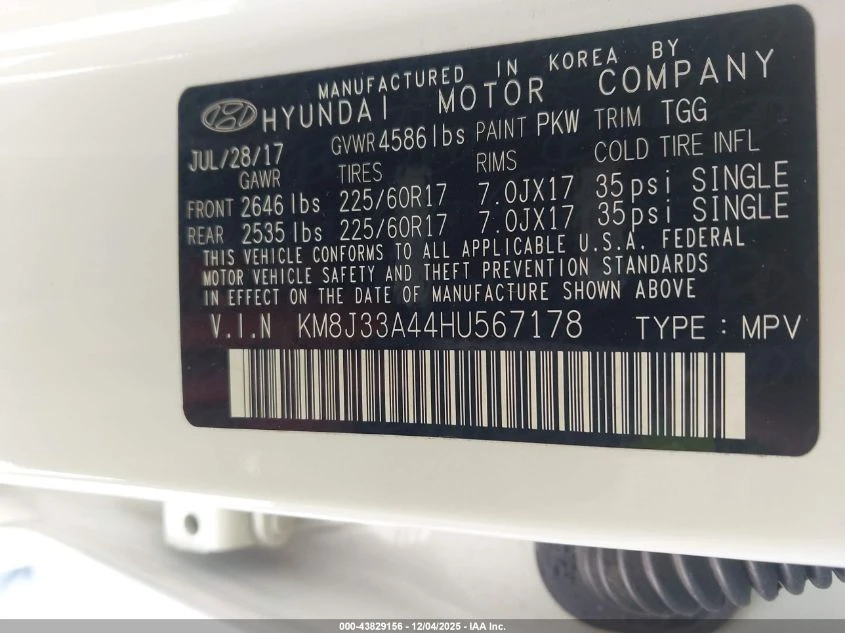 MANUFACTURED IN KOREA BY
HYUNDAI MOTOR COMPANY
JUL/28/17 GVWR 4586 lbs PAINT PKW TRIM TGG
GAWR TIRES RIMS COLD TIRE INFL
FRONT 2646 lbs 225/60R17 7.0JX17 35psi SINGLE
REAR 2535 lbs 225/60R17 7.0JX17 35psi SINGLE
THIS VEHICLE CONFORMS TO ALL APPLICABLE U.S.A. FEDERAL
MOTOR VEHICLE SAFETY AND THEFT PREVENTION STANDARDS
IN EFFECT ON THE DATE OF MANUFACTURE SHOWN ABOVE
V.I.N KM8J33A44HU567178 TYPE : MPV
000-43829156 - 12/04/2025 - IAA Inc.